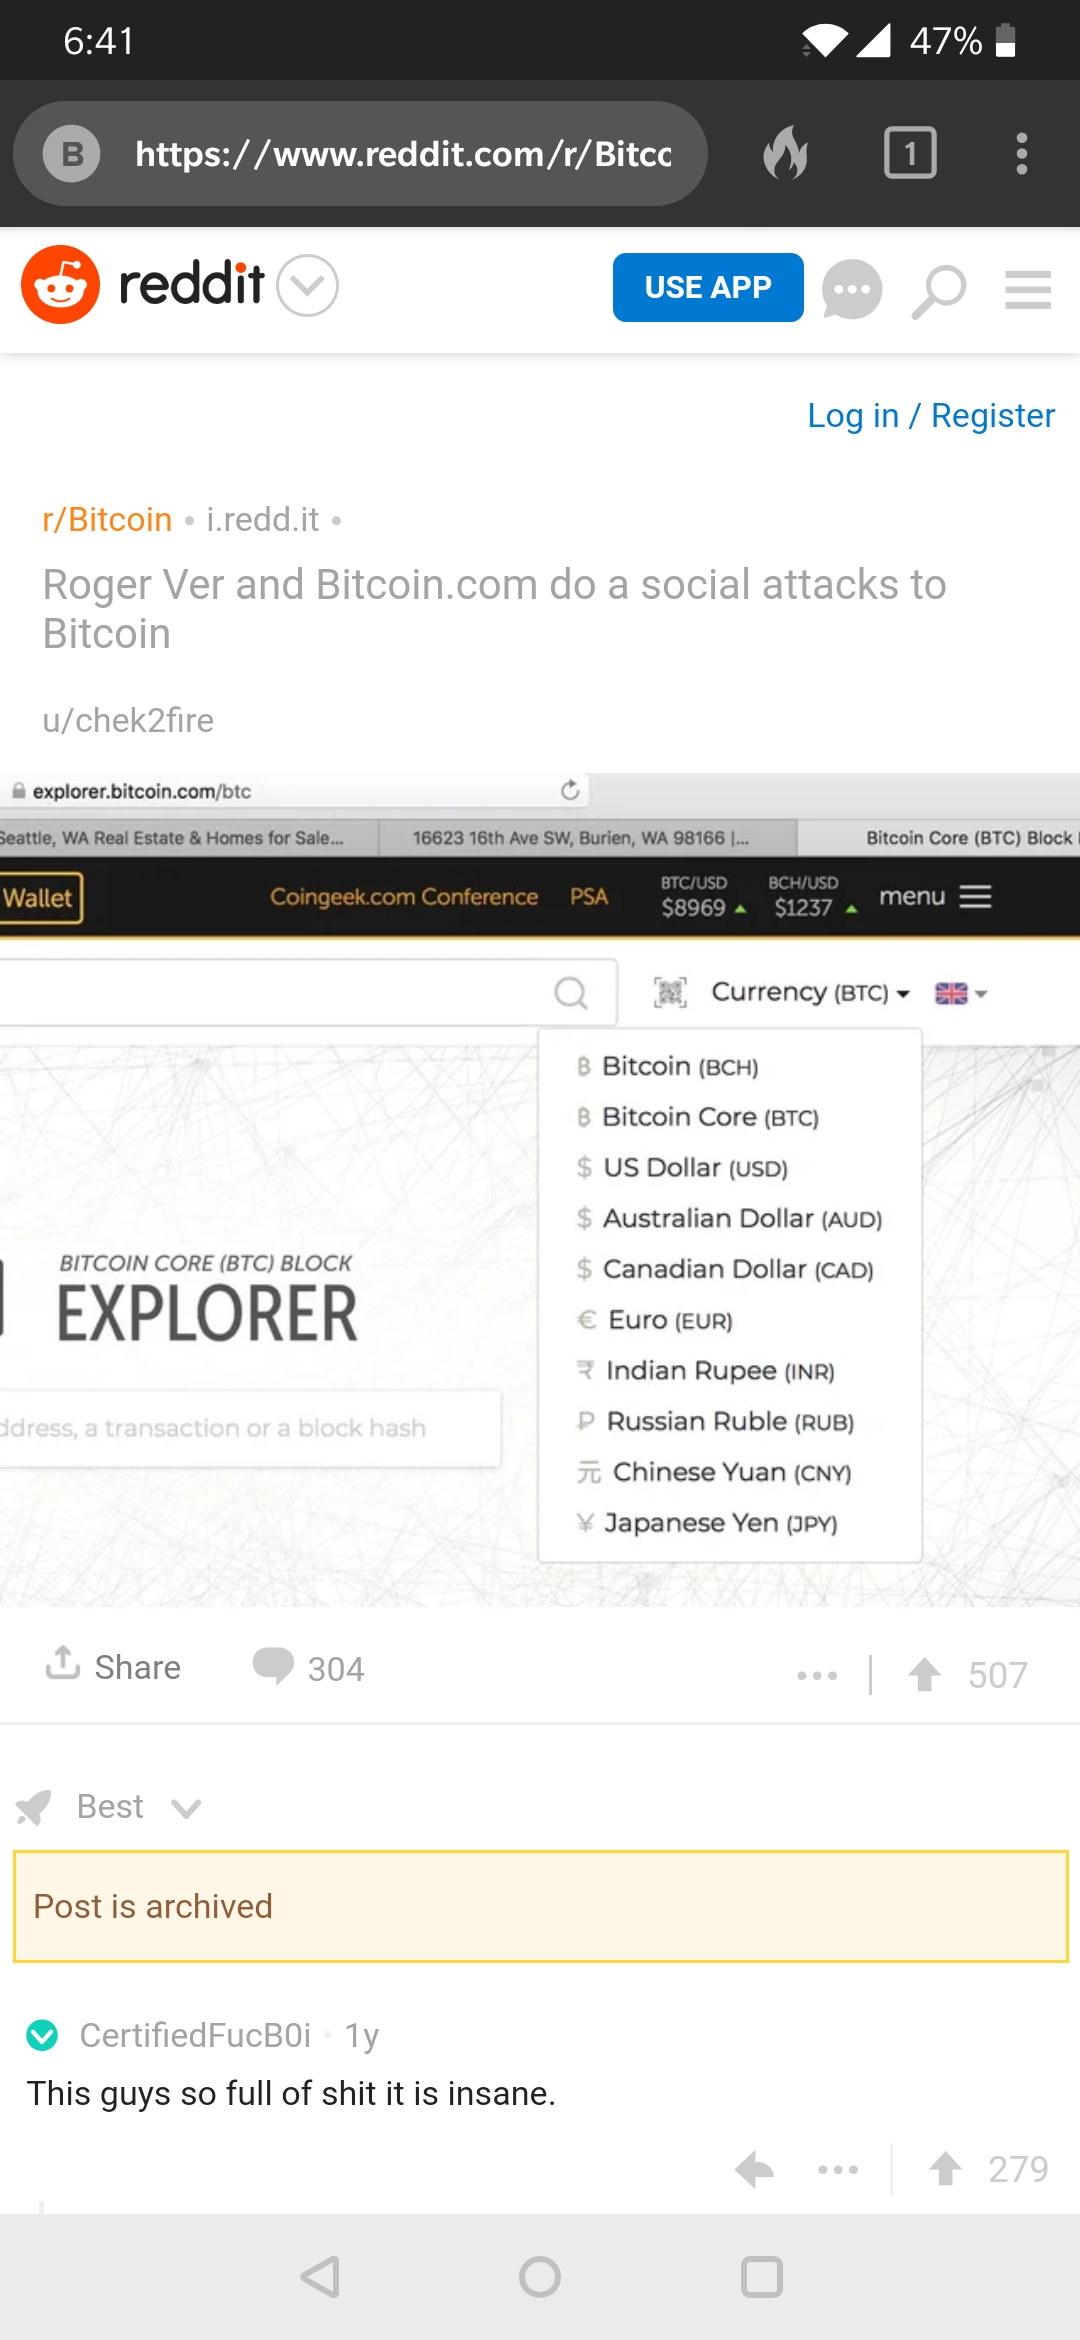 6:41
47%
B
https://www.reddit.com/r/Bitcc
1
reddit
USE APP
Log in / Register
r/Bitcoin • i.redd.it •
Roger Ver and Bitcoin.com do a social attacks to
Bitcoin
u/chek2fire
explorer.bitcoin.com/btc
Seattle, WA Real Estate & Homes for Sale...
16623 16th Ave SW, Burien, WA 98166 |...
Bitcoin Core (BTC) Block
Wallet
Coingeek.com Conference
PSA
BTC/USD
$8969
BCH/USD
$1237
menu
Currency (BTC)
฿ Bitcoin (BCH)
฿ Bitcoin Core (BTC)
$ US Dollar (USD)
$ Australian Dollar (AUD)
$ Canadian Dollar (CAD)
€ Euro (EUR)
₹ Indian Rupee (INR)
₽ Russian Ruble (RUB)
元 Chinese Yuan (CNY)
¥ Japanese Yen (JPY)
BITCOIN CORE (BTC) BLOCK
EXPLORER
ddress, a transaction or a block hash
Share
304
507
Best
Post is archived
CertifiedFucB0i • 1y
This guys so full of shit it is insane.
279